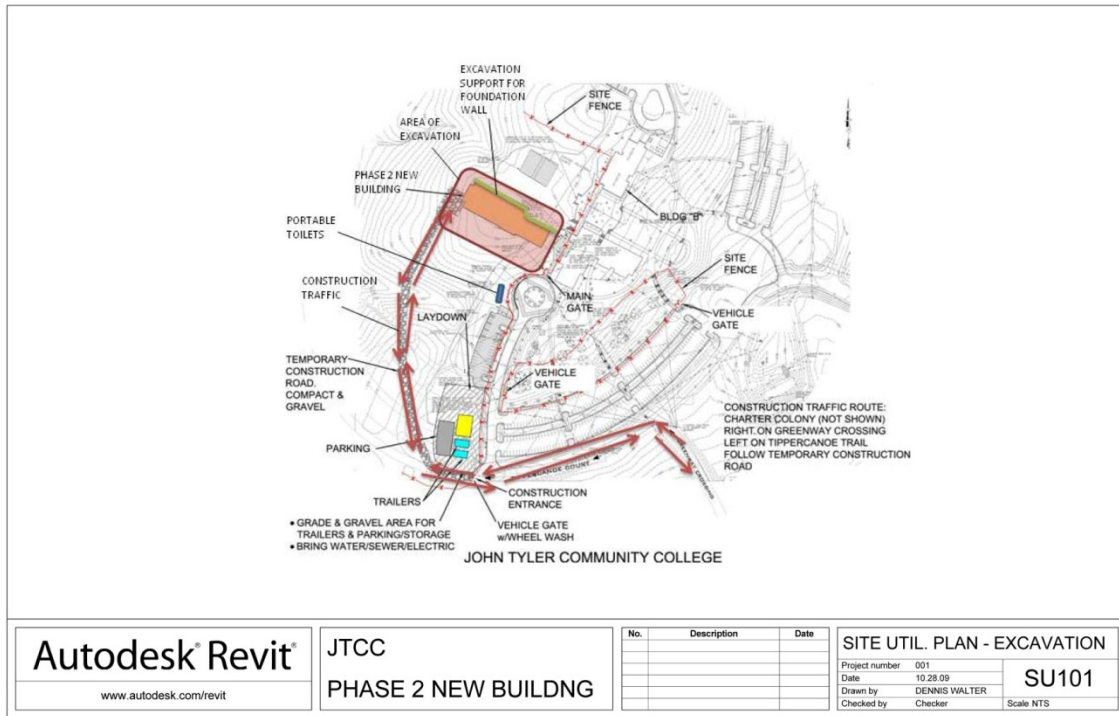 EXCAVATION
SUPPORT FOR
FOUNDATION
WALL
SITE
FENCE
AREA OF
EXCAVATION
PHASE 2 NEW
BUILDING
BLDG "B"
PORTABLE
TOILETS
SITE
FENCE
CONSTRUCTION
TRAFFIC
MAIN
GATE
VEHICLE
GATE
LAYDOWN
TEMPORARY
CONSTRUCTION
ROAD.
COMPACT &
GRAVEL
VEHICLE
GATE
CONSTRUCTION TRAFFIC ROUTE:
CHARTER COLONY (NOT SHOWN)
RIGHT ON GREENWAY CROSSING
LEFT ON TIPPERCANOE TRAIL
FOLLOW TEMPORARY CONSTRUCTION
ROAD
PARKING
CONSTRUCTION
ENTRANCE
TRAILERS
• GRADE & GRAVEL AREA FOR
TRAILERS & PARKING/STORAGE
• BRING WATER/SEWER/ELECTRIC
VEHICLE GATE
w/WHEEL WASH
JOHN TYLER COMMUNITY COLLEGE
Autodesk® Revit®
www.autodesk.com/revit
JTCC
PHASE 2 NEW BUILDNG
No. Description Date
SITE UTIL. PLAN - EXCAVATION
Project number 001
Date 10.28.09
Drawn by DENNIS WALTER
Checked by Checker
SU101
Scale NTS